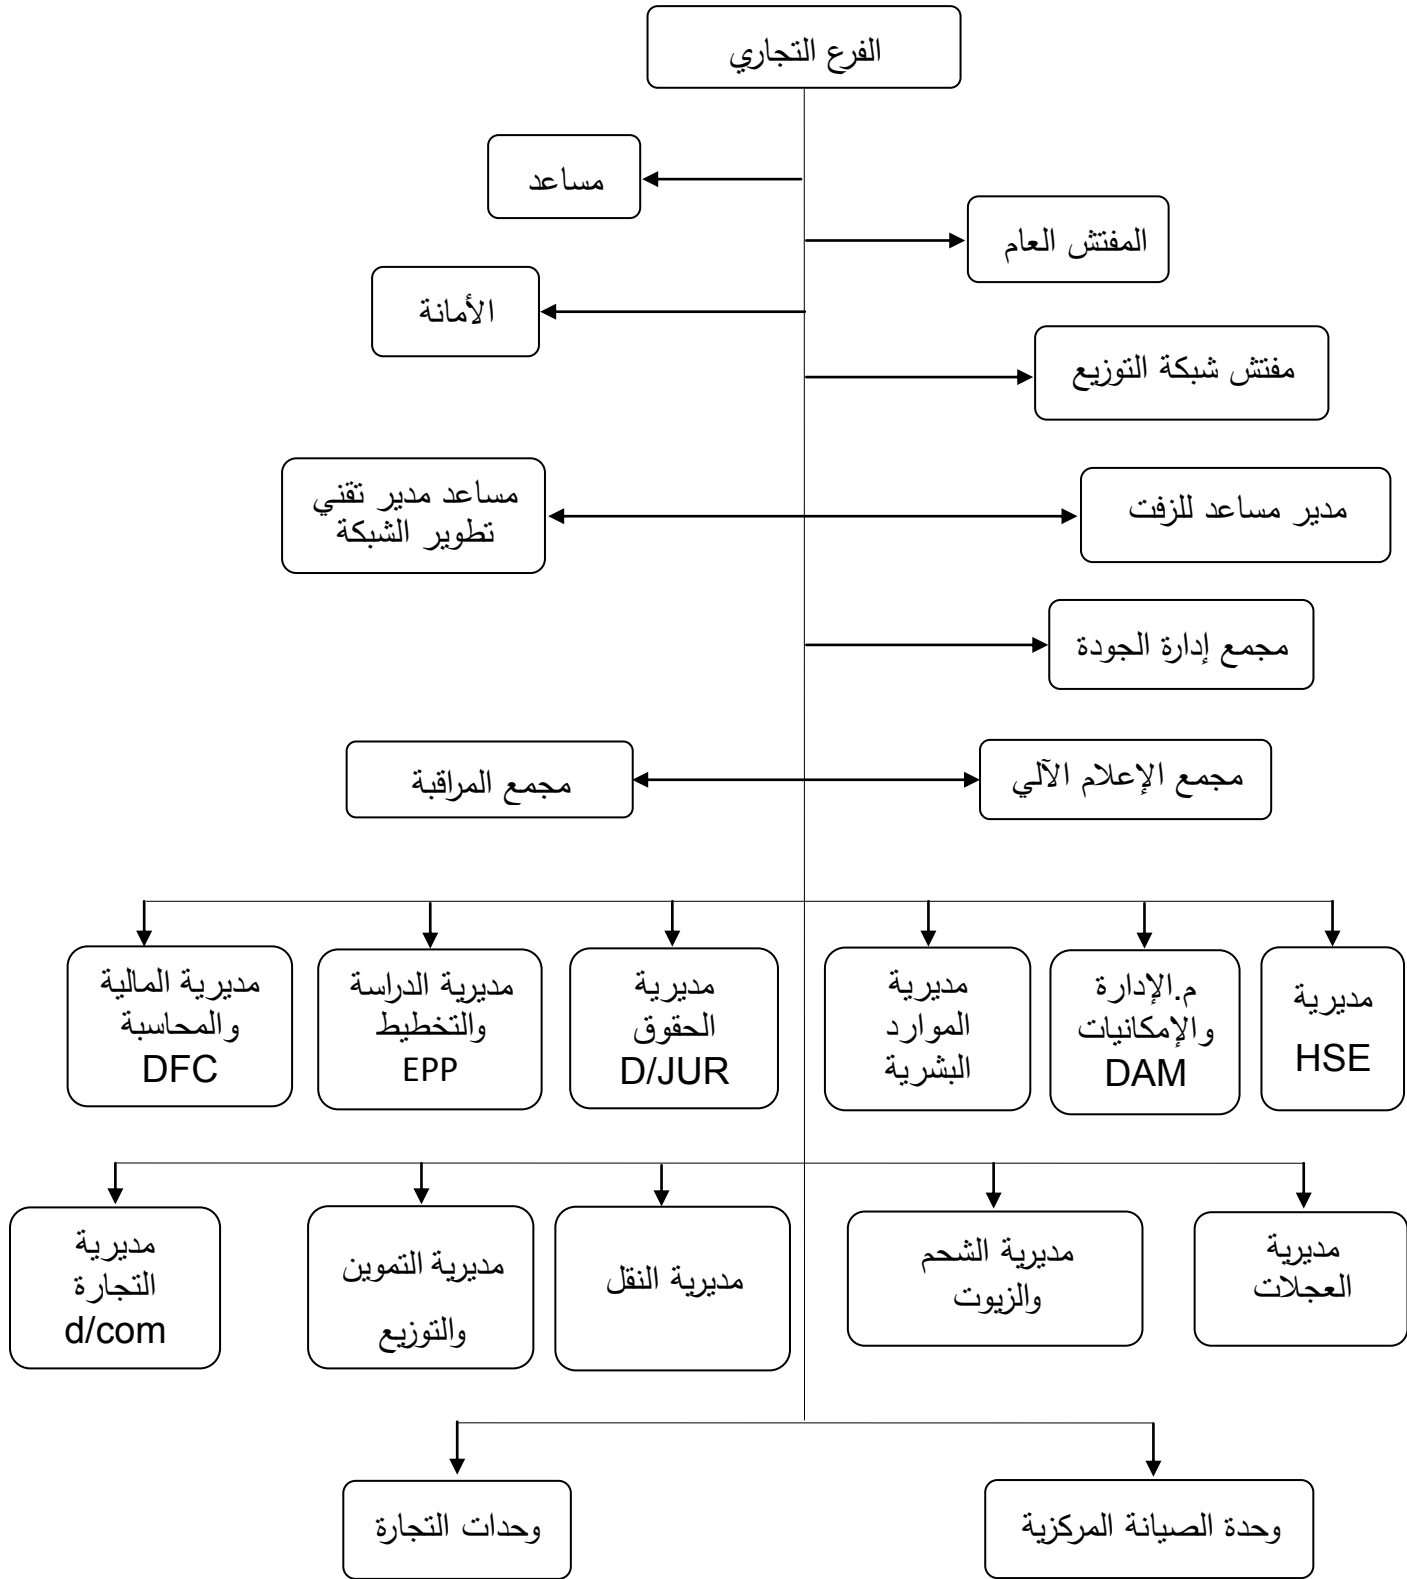 الفرع التجاري
مساعد
المفتش العام
الأمانة
مفتش شبكة التوزيع
مدير مساعد للزفت
مساعد مدير تقني
تطوير الشبكة
مجمع إدارة الجودة
مجمع الإعلام الآلي
مجمع المراقبة
مديرية
HSE
م.الإدارة
والإمكانيات
DAM
مديرية
الموارد
البشرية
مديرية
الحقوق
D/JUR
مديرية الدراسة
والتخطيط
EPP
مديرية المالية
والمحاسبة
DFC
مديرية
العجلات
مديرية الشحم
والزيوت
مديرية النقل
مديرية التموين
والتوزيع
مديرية
التجارة
d/com
وحدة الصيانة المركزية
وحدات التجارة